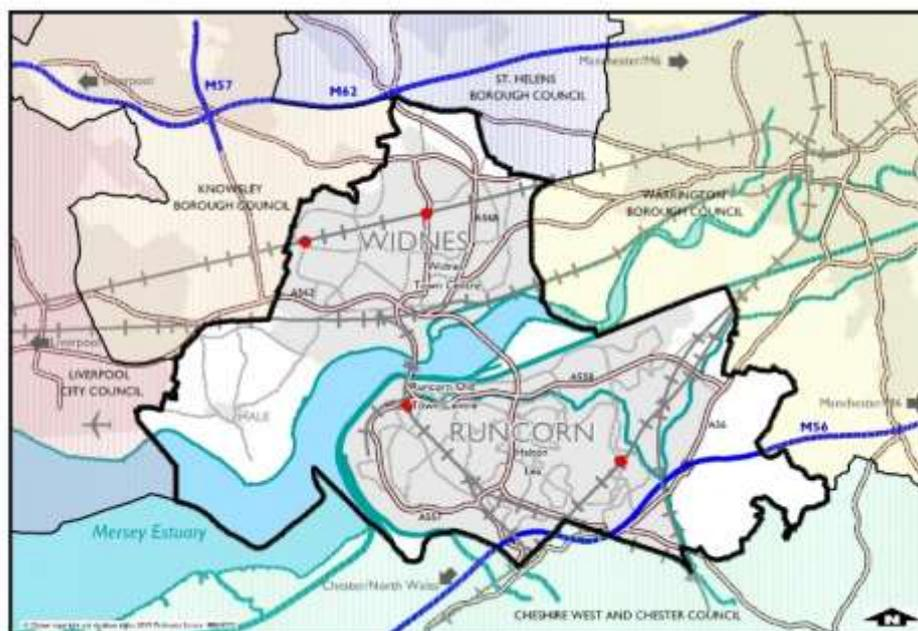 M57
Liverpool
M62
ST. HELENS
BOROUGH COUNCIL
Manchester/M6
KNOWSLEY
BOROUGH COUNCIL
WARRINGTON
BOROUGH COUNCIL
A568
WIDNES
Widnes
Town Centre
A562
Liverpool
LIVERPOOL
CITY COUNCIL
HALE
Runcorn Old
Town Centre
A558
RUNCORN
Halton
Lea
A56
Manchester/M6
M56
A557
Mersey Estuary
Chester/North Wales
CHESHIRE WEST AND CHESTER COUNCIL
N